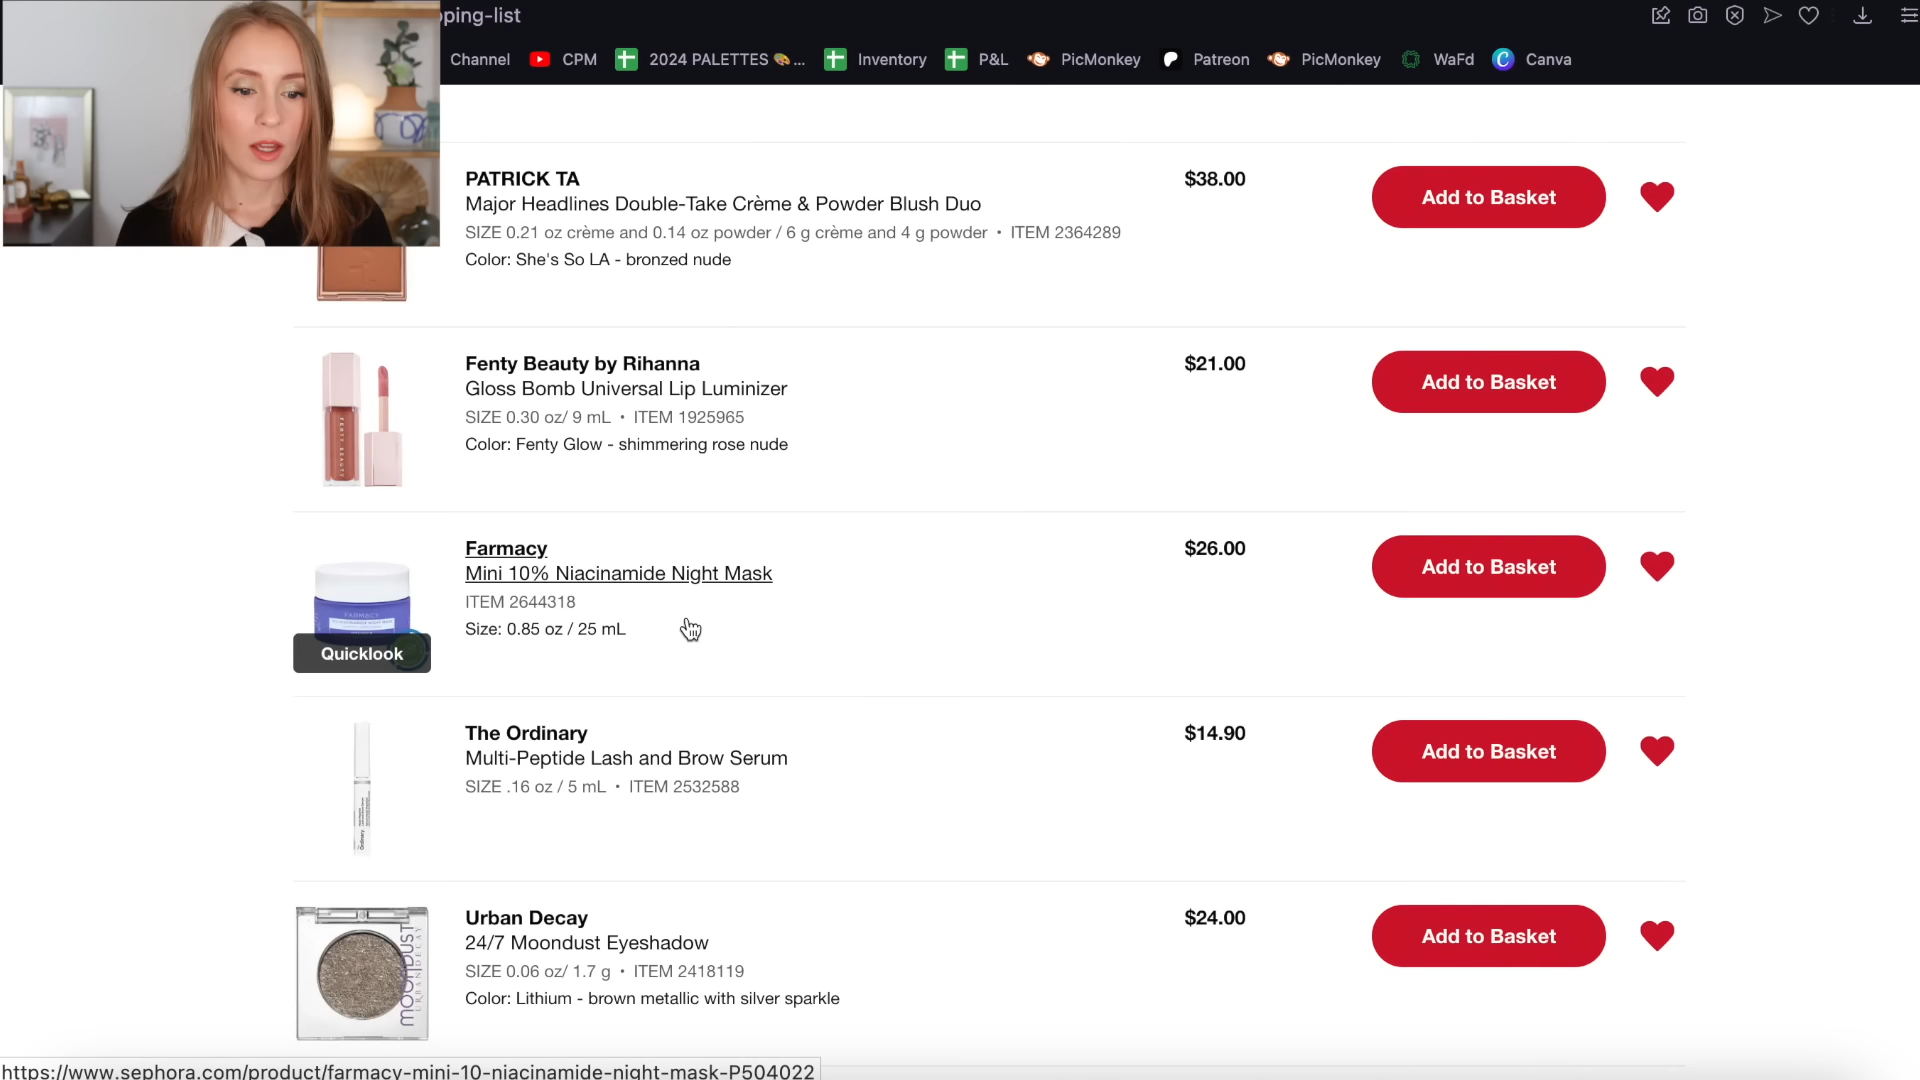 pping-list
Channel CPM 2024 PALETTES 🎨 ... Inventory P&L PicMonkey Patreon PicMonkey WaFd Canva
PATRICK TA $38.00
Major Headlines Double-Take Crème & Powder Blush Duo Add to Basket
SIZE 0.21 oz crème and 0.14 oz powder / 6 g crème and 4 g powder • ITEM 2364289
Color: She's So LA - bronzed nude
Fenty Beauty by Rihanna $21.00
Gloss Bomb Universal Lip Luminizer Add to Basket
SIZE 0.30 oz/ 9 mL • ITEM 1925965
Color: Fenty Glow - shimmering rose nude
FENTY BEAUTY
Farmacy $26.00
Mini 10% Niacinamide Night Mask Add to Basket
ITEM 2644318
Size: 0.85 oz / 25 mL
FARMACY
Quicklook
The Ordinary $14.90
Multi-Peptide Lash and Brow Serum Add to Basket
SIZE .16 oz / 5 mL • ITEM 2532588
Ordinary
Urban Decay $24.00
24/7 Moondust Eyeshadow Add to Basket
SIZE 0.06 oz/ 1.7 g • ITEM 2418119
Color: Lithium - brown metallic with silver sparkle
MOONDUST
URBAN DECAY
https://www.sephora.com/product/farmacy-mini-10-niacinamide-night-mask-P504022